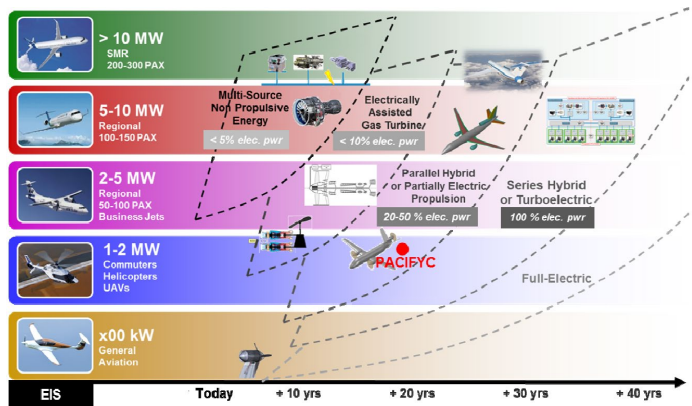 > 10 MW
SMR
200-300 PAX
Multi-Source
Non Propulsive
Energy
< 5% elec. pwr
Electrically
Assisted
Gas Turbine
< 10% elec. pwr
5-10 MW
Regional
100-150 PAX
2-5 MW
Regional
50-100 PAX
Business Jets
Parallel Hybrid
or Partially Electric
Propulsion
20-50 % elec. pwr
Series Hybrid
or Turboelectric
100 % elec. pwr
1-2 MW
Commuters
Helicopters
UAVs
PACIFYC
Full-Electric
x00 kW
General
Aviation
EIS
Today
+ 10 yrs
+ 20 yrs
+ 30 yrs
+ 40 yrs